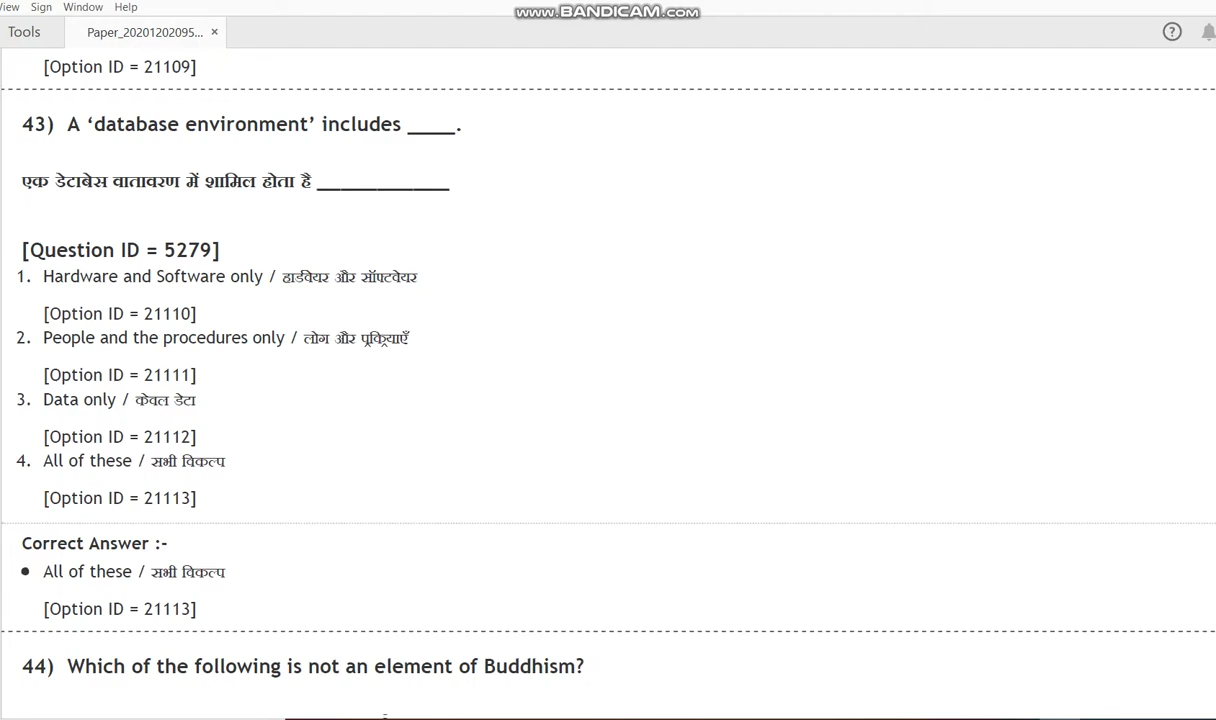 View Sign Window Help
www.BANDICAM.com
Tools Paper_20201202095... ×
[Option ID = 21109]
43) A ‘database environment’ includes ____.
एक डेटाबेस वातावरण में शामिल होता है ___________
[Question ID = 5279]
1. Hardware and Software only / हार्डवेयर और सॉफ्टवेयर
[Option ID = 21110]
2. People and the procedures only / लोग और प्रक्रियाएँ
[Option ID = 21111]
3. Data only / केवल डेटा
[Option ID = 21112]
4. All of these / सभी विकल्प
[Option ID = 21113]
Correct Answer :-
● All of these / सभी विकल्प
[Option ID = 21113]
44) Which of the following is not an element of Buddhism?